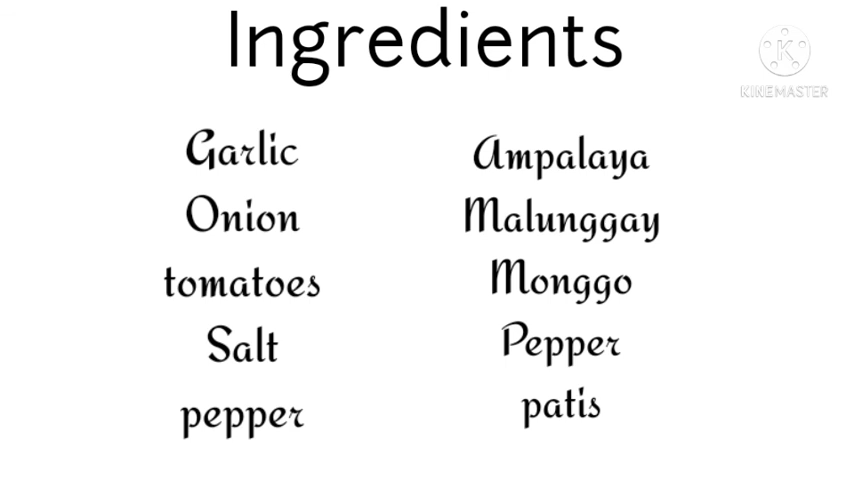 Ingredients
KINEMASTER
Garlic
Onion
tomatoes
Salt
pepper
Ampalaya
Malunggay
Monggo
Pepper
patis